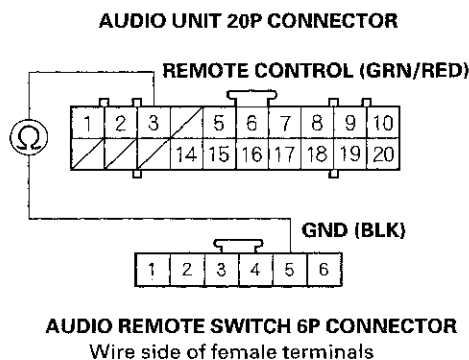 AUDIO UNIT 20P CONNECTOR
REMOTE CONTROL (GRN/RED)
1 2 3 5 6 7 8 9 10
Ω
14 15 16 17 18 19 20
GND (BLK)
1 2 3 4 5 6
AUDIO REMOTE SWITCH 6P CONNECTOR
Wire side of female terminals